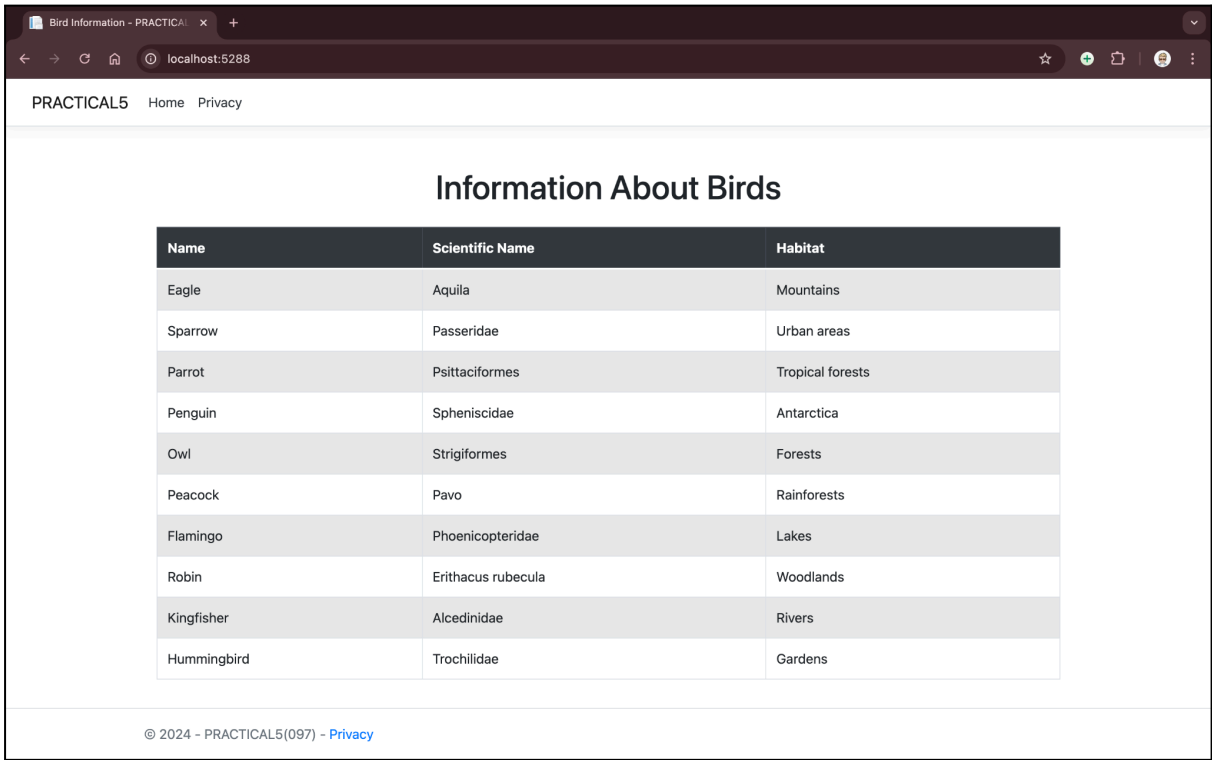 Bird Information - PRACTICAL
localhost:5288
PRACTICAL5 Home Privacy
Information About Birds
Name Scientific Name Habitat
Eagle Aquila Mountains
Sparrow Passeridae Urban areas
Parrot Psittaciformes Tropical forests
Penguin Spheniscidae Antarctica
Owl Strigiformes Forests
Peacock Pavo Rainforests
Flamingo Phoenicopteridae Lakes
Robin Erithacus rubecula Woodlands
Kingfisher Alcedinidae Rivers
Hummingbird Trochilidae Gardens
© 2024 - PRACTICAL5(097) - Privacy